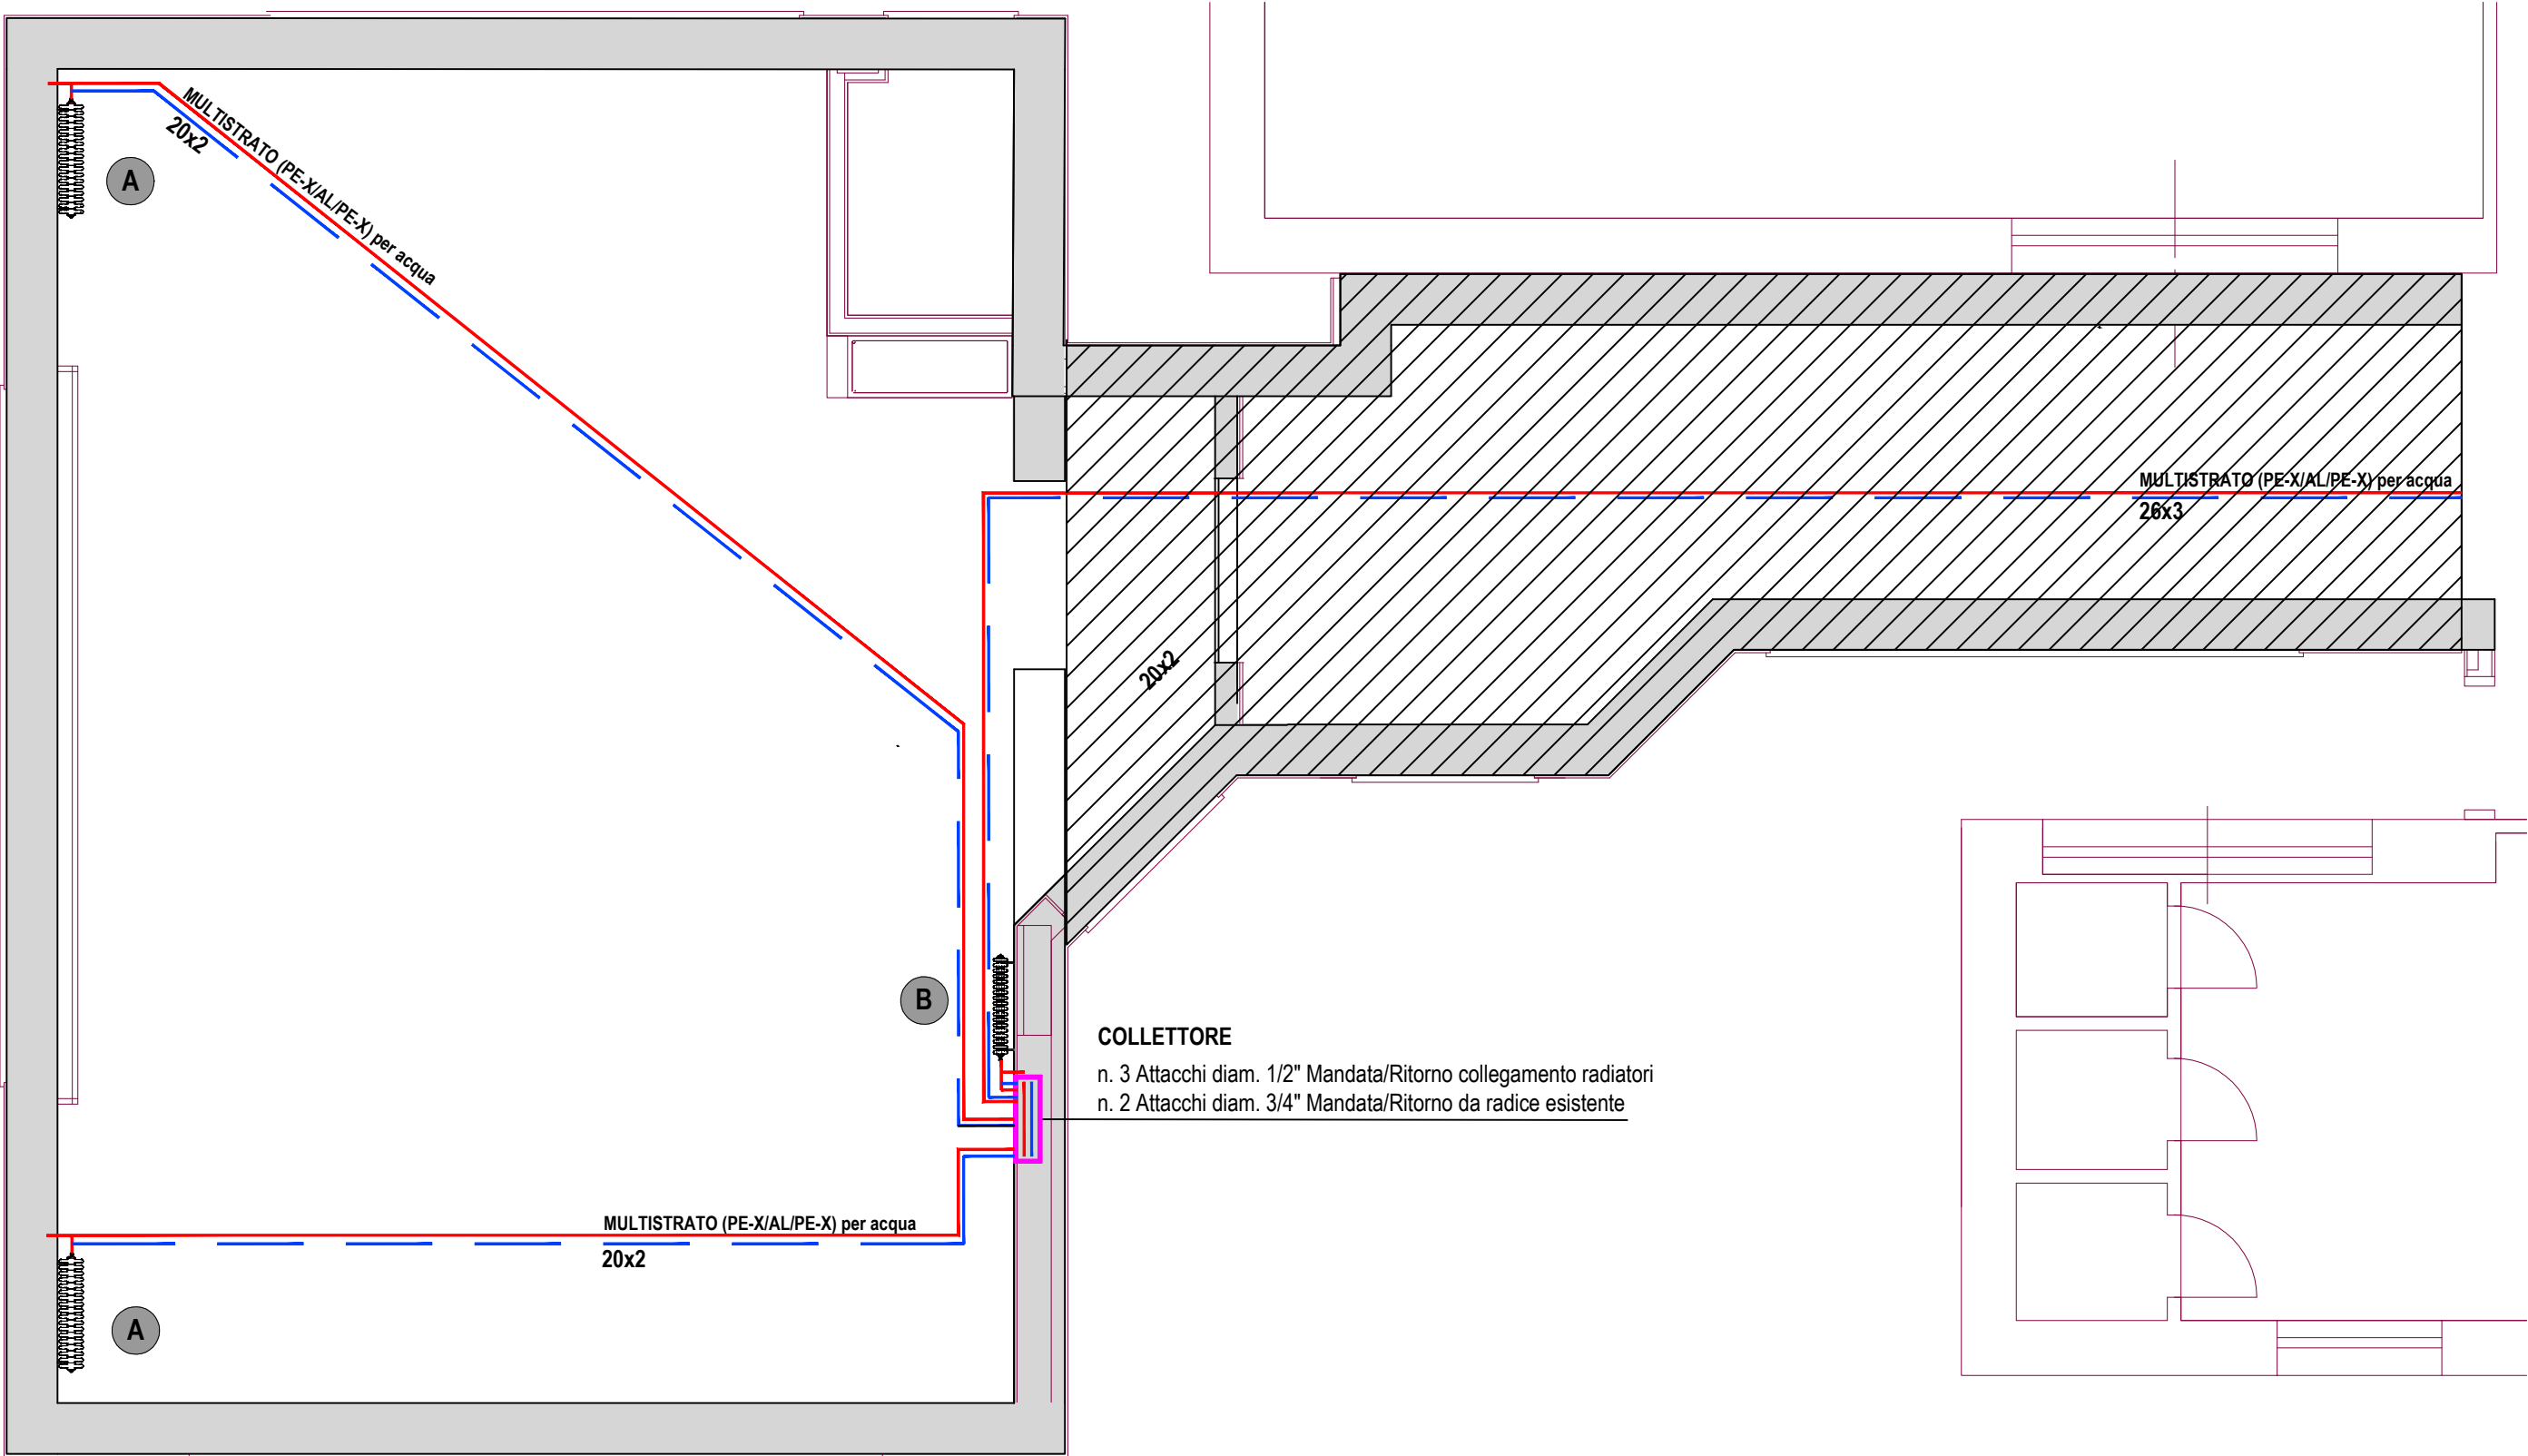 MULTISTRATO (PE-X/AL/PE-X) per acqua
20x2
A
MULTISTRATO (PE-X/AL/PE-X) per acqua
26x3
20x2
B
COLLETTORE
n. 3 Attacchi diam. 1/2" Mandata/Ritorno collegamento radiatori
n. 2 Attacchi diam. 3/4" Mandata/Ritorno da radice esistente
MULTISTRATO (PE-X/AL/PE-X) per acqua
20x2
A